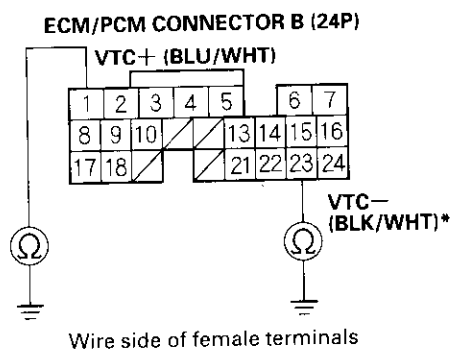 ECM/PCM CONNECTOR B (24P)
VTC+ (BLU/WHT)
1 2 3 4 5 6 7
8 9 10 13 14 15 16
17 18 21 22 23 24
VTC−
(BLK/WHT)*
Ω Ω
Wire side of female terminals